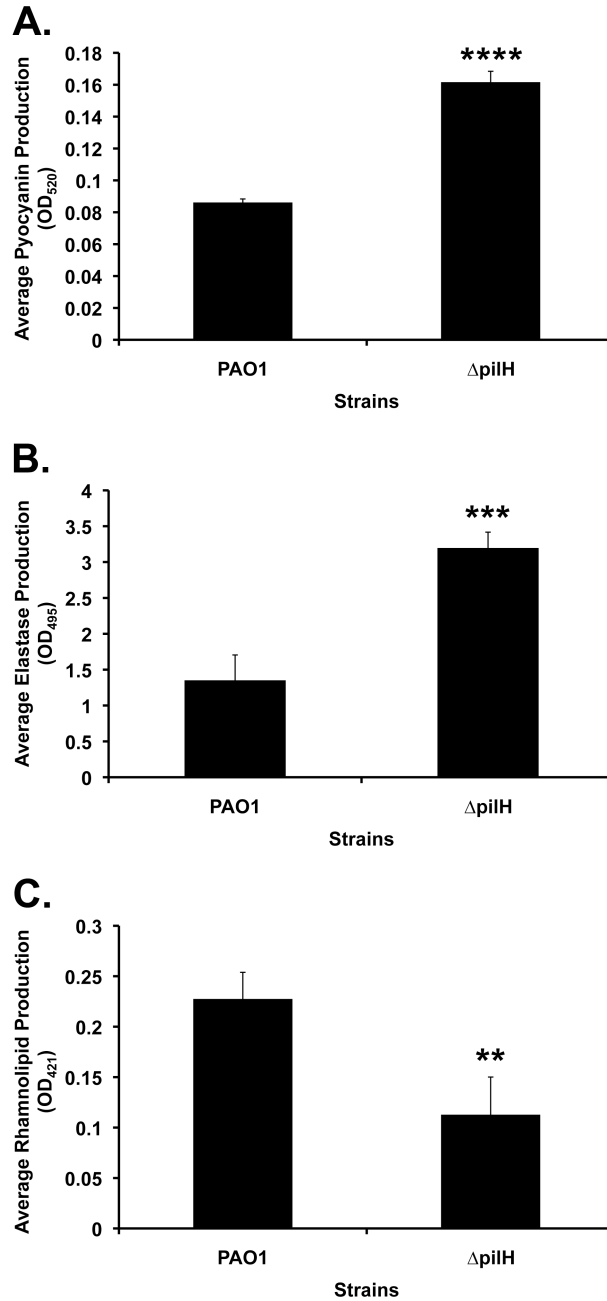 A.
Average Pyocyanin Production
(OD520)
0.18
0.16
0.14
0.12
0.1
0.08
0.06
0.04
0.02
0
****
PAO1 ΔpilH
Strains
B.
Average Elastase Production
(OD495)
4
3.5
3
2.5
2
1.5
1
0.5
0
***
PAO1 ΔpilH
Strains
C.
Average Rhamnolipid Production
(OD421)
0.3
0.25
0.2
0.15
0.1
0.05
0
**
PAO1 ΔpilH
Strains